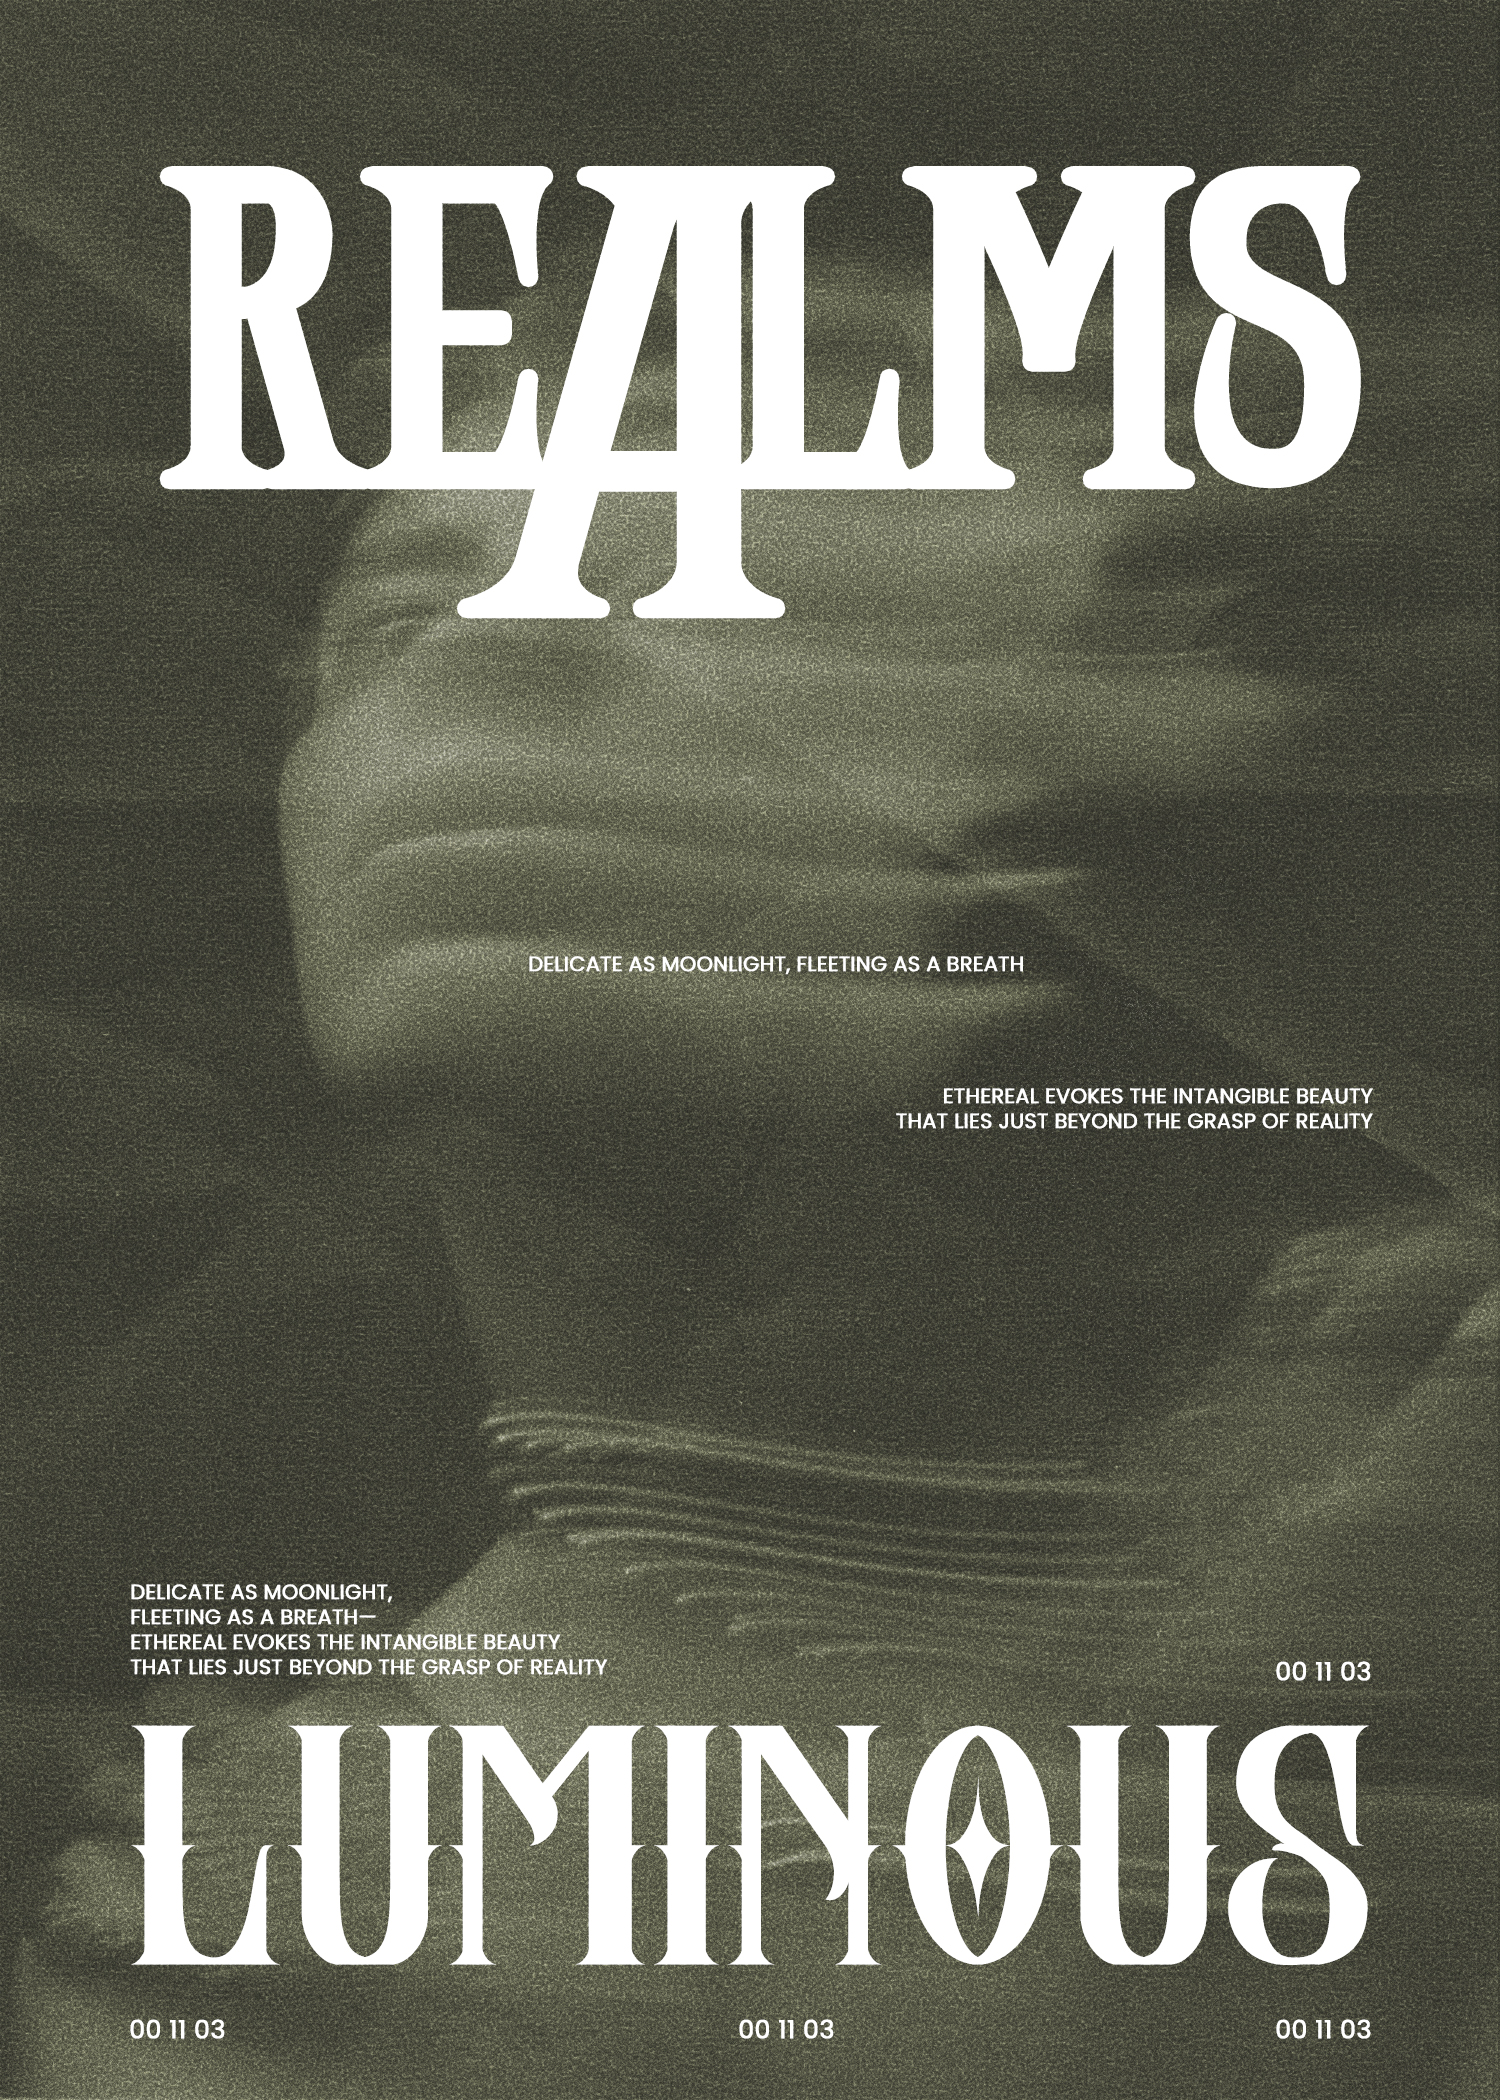 REALMS
DELICATE AS MOONLIGHT, FLEETING AS A BREATH
ETHEREAL EVOKES THE INTANGIBLE BEAUTY
THAT LIES JUST BEYOND THE GRASP OF REALITY
DELICATE AS MOONLIGHT,
FLEETING AS A BREATH—
ETHEREAL EVOKES THE INTANGIBLE BEAUTY
THAT LIES JUST BEYOND THE GRASP OF REALITY
00 11 03
LUMINOUS
00 11 03
00 11 03
00 11 03